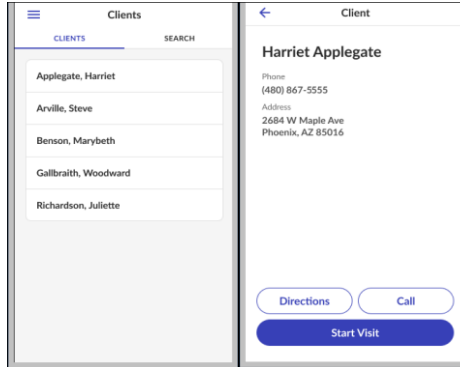 Clients
CLIENTS SEARCH
Applegate, Harriet
Arville, Steve
Benson, Marybeth
Gallbraith, Woodward
Richardson, Juliette
Client
Harriet Applegate
Phone
(480) 867-5555
Address
2684 W Maple Ave
Phoenix, AZ 85016
Directions Call
Start Visit